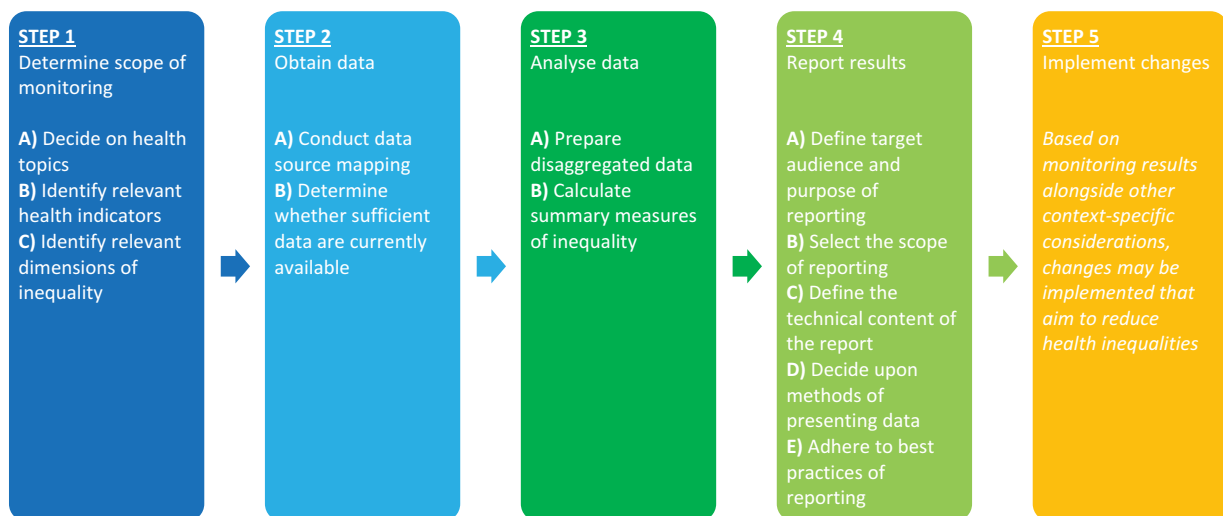 STEP 1
Determine scope of
monitoring
A) Decide on health
topics
B) Identify relevant
health indicators
C) Identify relevant
dimensions of
inequality
STEP 2
Obtain data
A) Conduct data
source mapping
B) Determine
whether sufficient
data are currently
available
STEP 3
Analyse data
A) Prepare
disaggregated data
B) Calculate
summary measures
of inequality
STEP 4
Report results
A) Define target
audience and
purpose of
reporting
B) Select the scope
of reporting
C) Define the
technical content of
the report
D) Decide upon
methods of
presenting data
E) Adhere to best
practices of
reporting
STEP 5
Implement changes
Based on
monitoring results
alongside other
context-specific
considerations,
changes may be
implemented that
aim to reduce
health inequalities